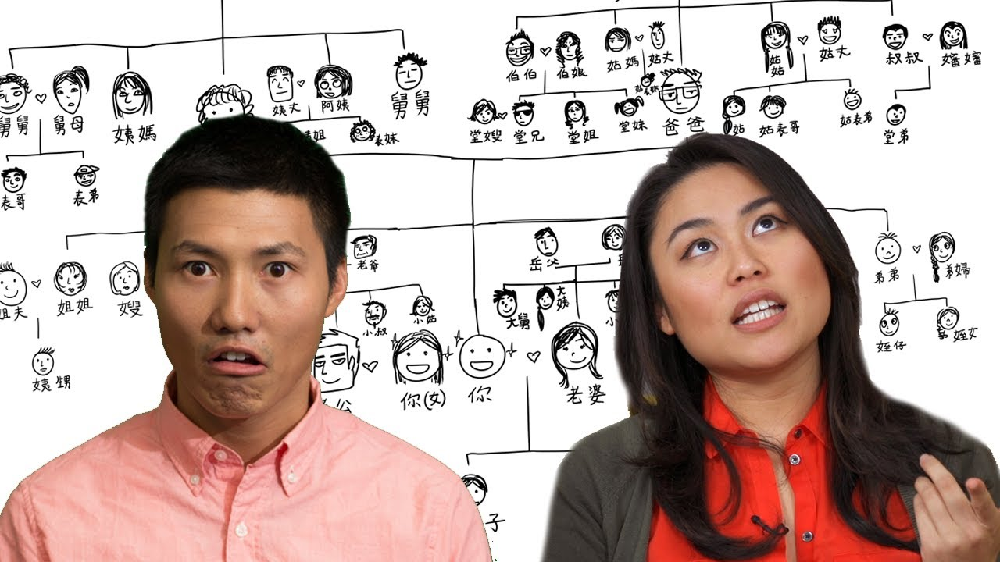 伯伯
伯娘
姑媽
姑丈
姑姑
姑丈
叔叔
嬸嬸
舅舅
舅母
姨媽
姨丈
阿姨
舅舅
表妹
堂嫂
堂兄
堂姐
堂妹
爸爸
姑表哥
姑表弟
堂弟
表哥
表弟
老爺
岳父
弟弟
弟婦
姐夫
姐姐
嫂
小叔
小姑
大舅
大姨
姪仔
姪女
姨甥
你(女)
你
老婆
子